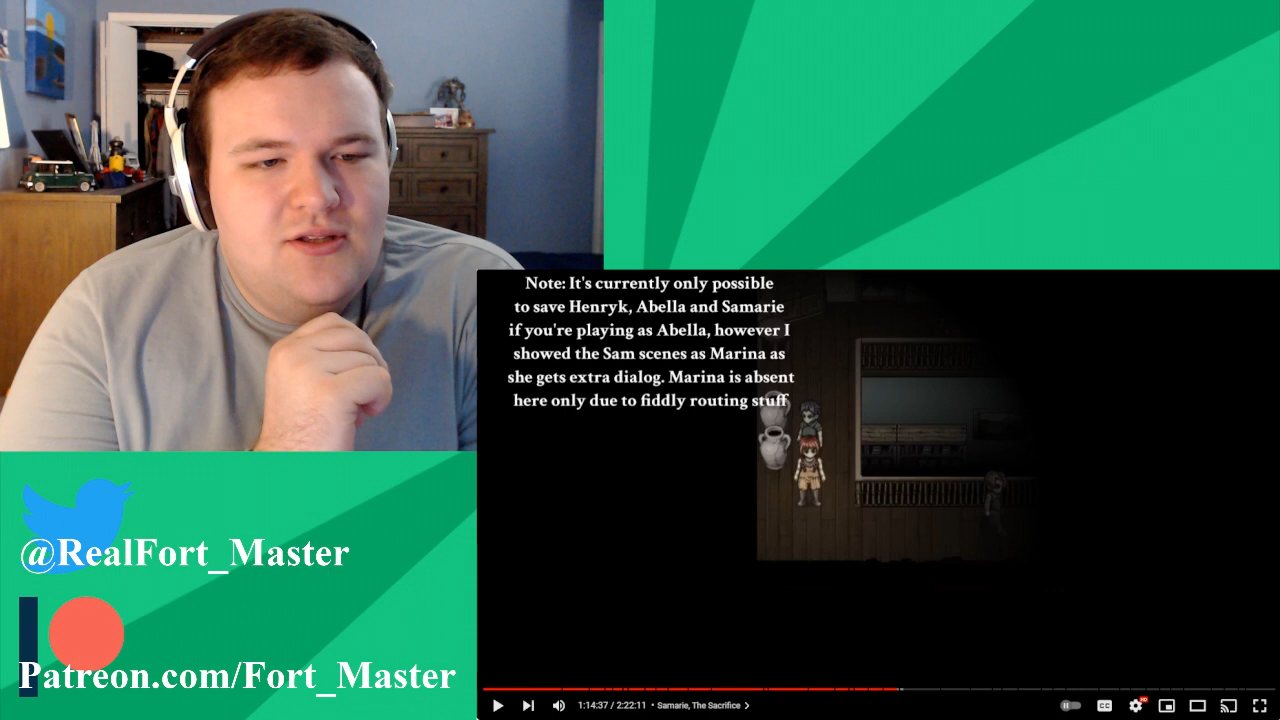 Note: It's currently only possible
to save Henryk, Abella and Samarie
if you're playing as Abella, however I
showed the Sam scenes as Marina as
she gets extra dialog. Marina is absent
here only due to fiddly routing stuff
@RealFort_Master
Patreon.com/Fort_Master
1:14:37 / 2:22:11 • Samarie, The Sacrifice
CC
HD